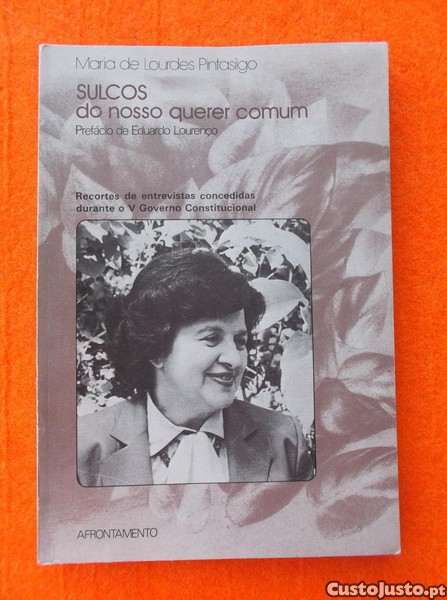 Maria de Lourdes Pintasilgo
SULCOS
do nosso querer comum
Prefácio de Eduardo Lourenço
Recortes de entrevistas concedidas
durante o V Governo Constitucional
AFRONTAMENTO
CustoJusto.pt